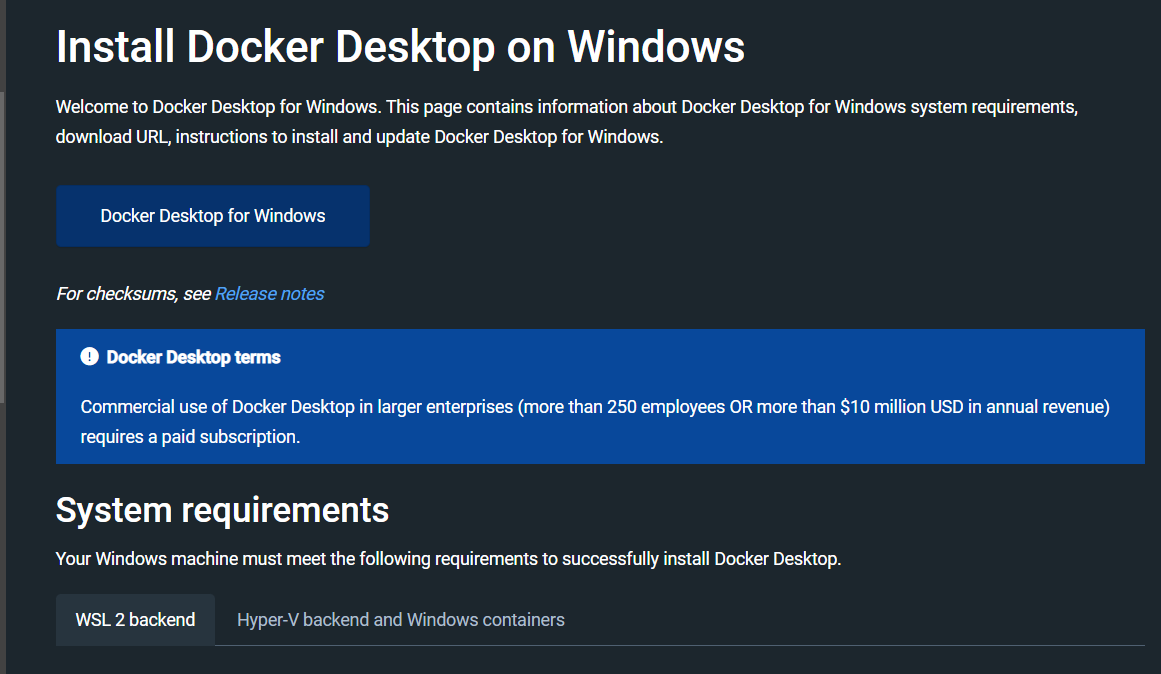 Install Docker Desktop on Windows
Welcome to Docker Desktop for Windows. This page contains information about Docker Desktop for Windows system requirements,
download URL, instructions to install and update Docker Desktop for Windows.
Docker Desktop for Windows
For checksums, see Release notes
Docker Desktop terms
Commercial use of Docker Desktop in larger enterprises (more than 250 employees OR more than $10 million USD in annual revenue)
requires a paid subscription.
System requirements
Your Windows machine must meet the following requirements to successfully install Docker Desktop.
WSL 2 backend
Hyper-V backend and Windows containers